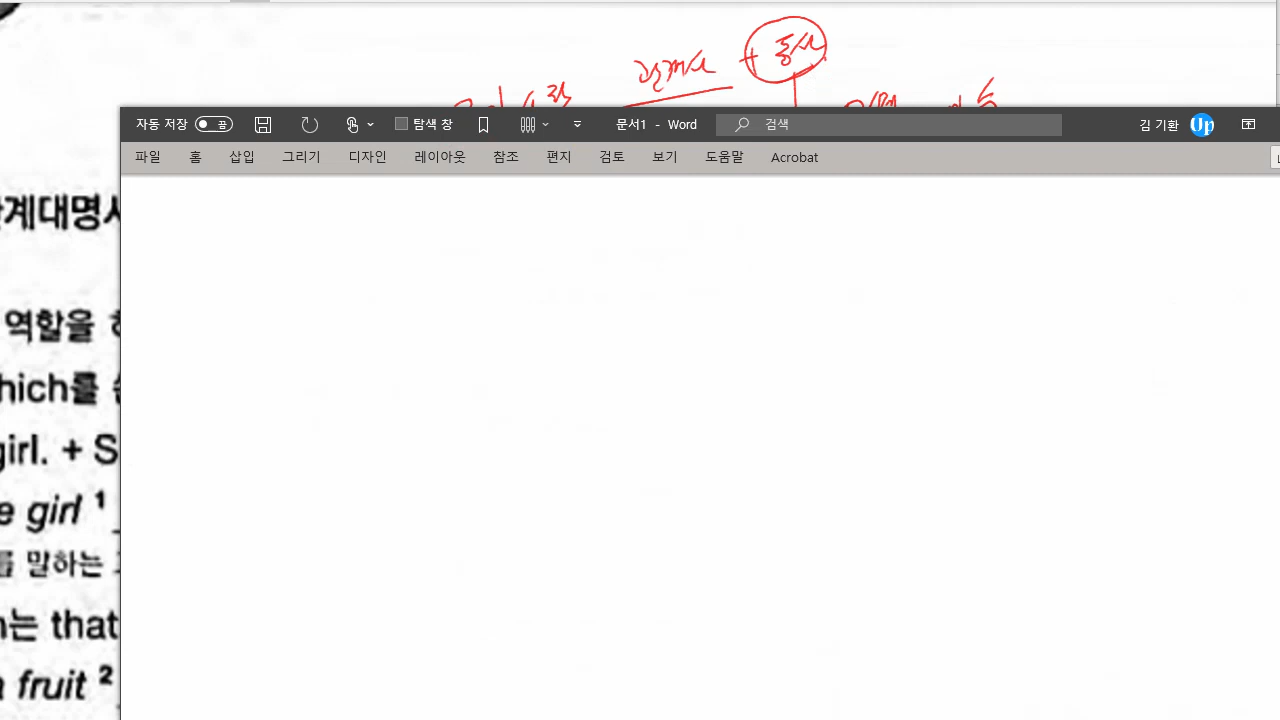 관계사 + 동사
자동 저장 끔 탐색 창 문서1 - Word 검색 김 기환 Up
파일 홈 삽입 그리기 디자인 레이아웃 참조 편지 검토 보기 도움말 Acrobat
계대명사
역할을 하
hich를
girl. + S
e girl 1
를 말하는
는 that
a fruit 2